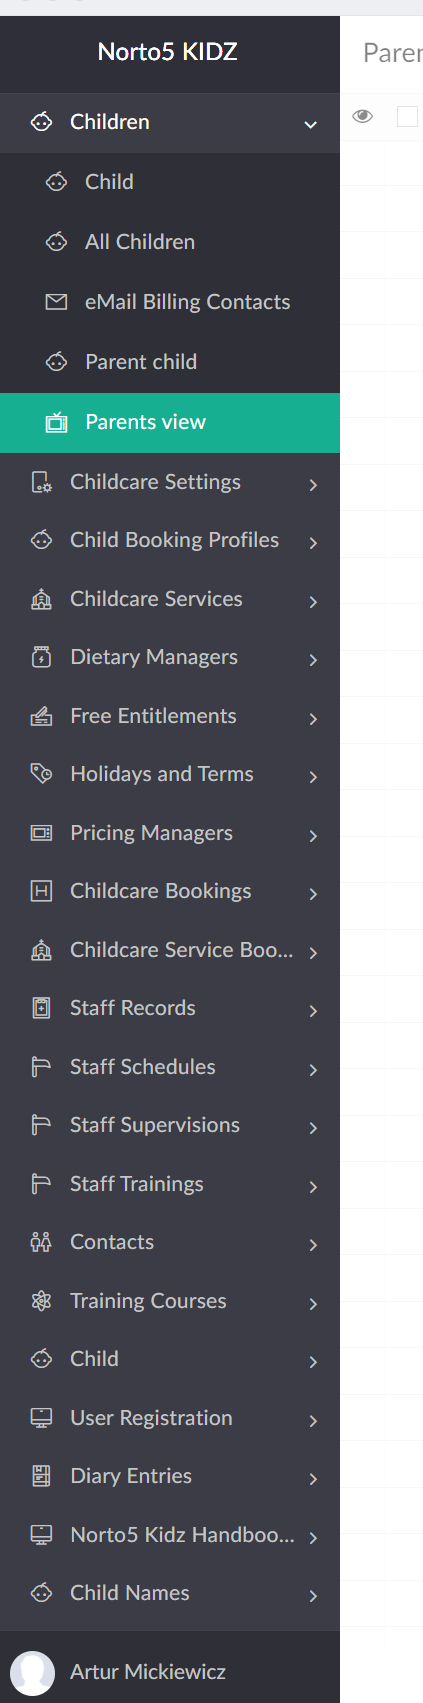 Norto5 KIDZ
Children
Child
All Children
eMail Billing Contacts
Parent child
Parents view
Childcare Settings
Child Booking Profiles
Childcare Services
Dietary Managers
Free Entitlements
Holidays and Terms
Pricing Managers
Childcare Bookings
Childcare Service Boo...
Staff Records
Staff Schedules
Staff Supervisions
Staff Trainings
Contacts
Training Courses
Child
User Registration
Diary Entries
Norto5 Kidz Handboo...
Child Names
Artur Mickiewicz